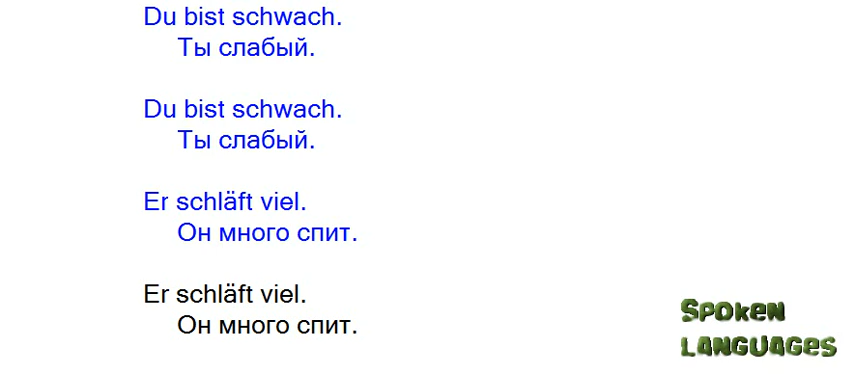 Du bist schwach.
Ты слабый.
Du bist schwach.
Ты слабый.
Er schläft viel.
Он много спит.
Er schläft viel.
Он много спит.
Spoken
Languages